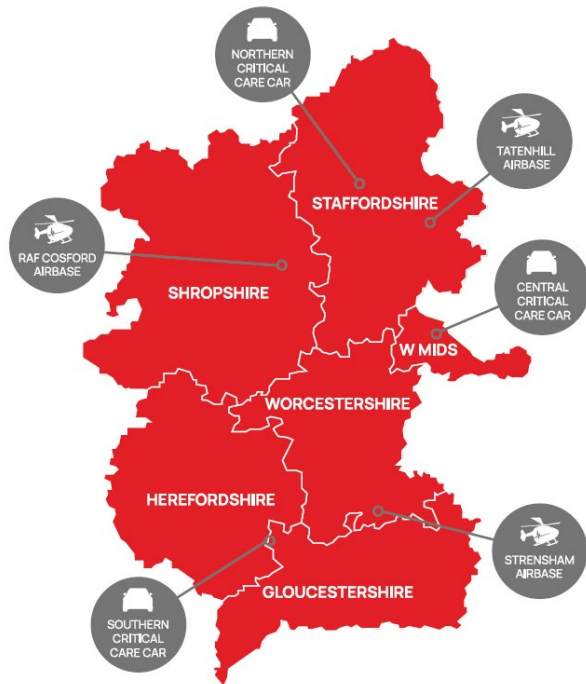 NORTHERN
CRITICAL
CARE CAR
TATENHILL
AIRBASE
STAFFORDSHIRE
RAF COSFORD
AIRBASE
SHROPSHIRE
CENTRAL
CRITICAL
CARE CAR
W MIDS
WORCESTERSHIRE
HEREFORDSHIRE
STRENSHAM
AIRBASE
GLOUCESTERSHIRE
SOUTHERN
CRITICAL
CARE CAR